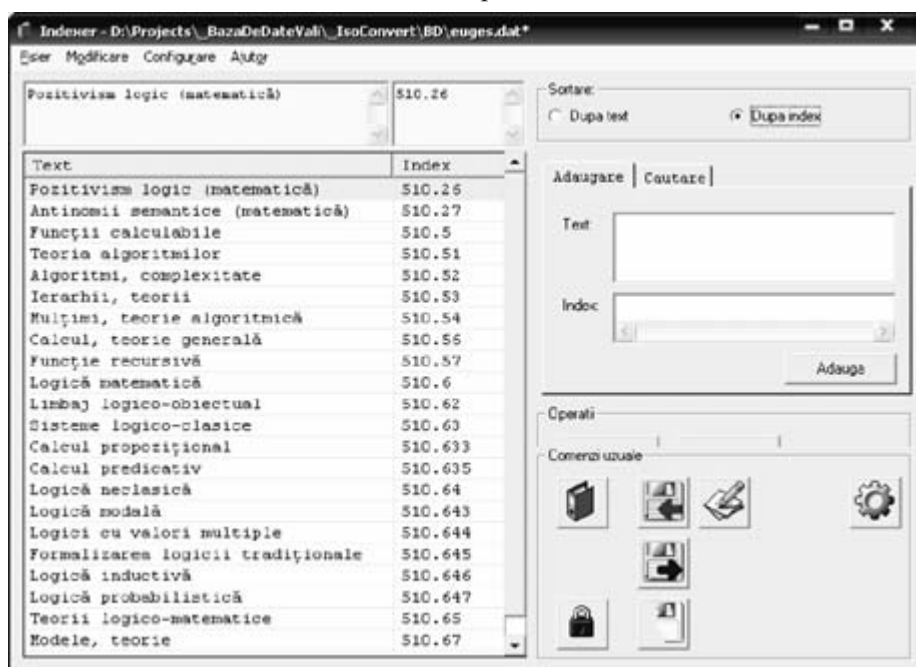 Indexer - D:\Projects\_BazaDeDateVali\_IsoConvert\BD\euges.dat*
Fisier Modificare Configurare Ajutor
Pozitivism logic (matematică) 510.26
Sortare:
Dupa text Dupa index
Text Index
Pozitivism logic (matematică) 510.26
Antinomii semantice (matematică) 510.27
Funcţii calculabile 510.5
Teoria algoritmilor 510.51
Algoritmi, complexitate 510.52
Ierarhii, teorii 510.53
Mulţimi, teorie algoritmică 510.54
Calcul, teorie generală 510.56
Funcţie recursivă 510.57
Logică matematică 510.6
Limbaj logico-obiectual 510.62
Sisteme logico-clasice 510.63
Calcul propoziţional 510.633
Calcul predicativ 510.635
Logică neclasică 510.64
Logică modală 510.643
Logici cu valori multiple 510.644
Formalizarea logicii tradiţionale 510.645
Logică inductivă 510.646
Logică probabilistică 510.647
Teorii logico-matematice 510.65
Modele, teorie 510.67
Adaugare Cautare
Text:
Index:
Adauga
Operatii
Comenzi uzuale